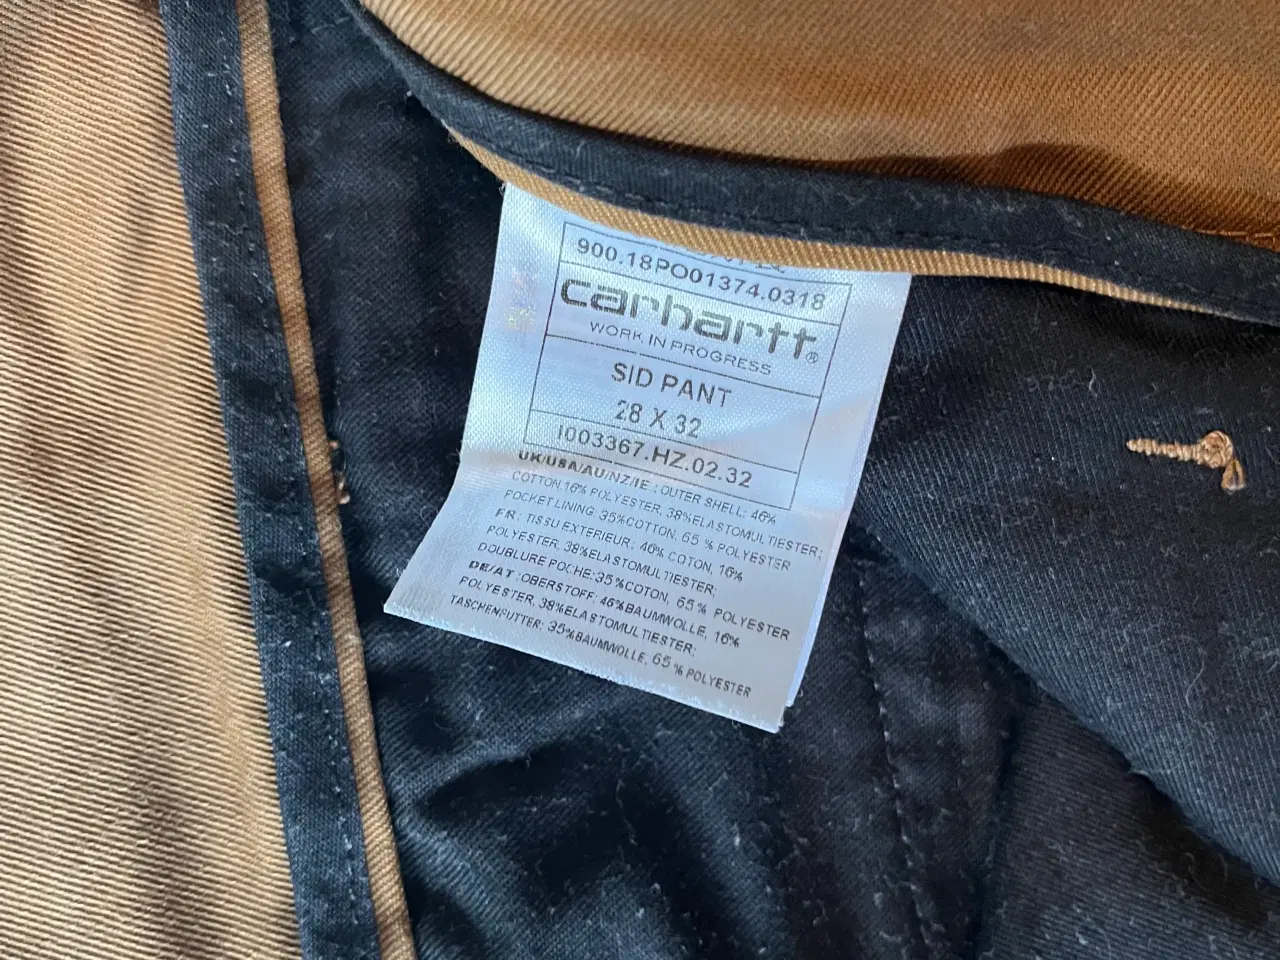 900.18PO01374.0318
carhartt®
WORK IN PROGRESS
SID PANT
28 X 32
I003367.HZ.02.32
UK/USA/AU/NZ/IE : OUTER SHELL: 46%
COTTON,16% POLYESTER, 38%ELASTOMULTIESTER;
POCKET LINING: 35%COTTON, 65 % POLYESTER
FR: TISSU EXTERIEUR: 46% COTON, 16%
POLYESTER, 38%ELASTOMULTIESTER;
DOUBLURE POCHE:35%COTON, 65% POLYESTER
DE/AT :OBERSTOFF: 46%BAUMWOLLE, 16%
POLYESTER, 38%ELASTOMULTIESTER;
TASCHENFUTTER: 35%BAUMWOLLE, 65 % POLYESTER